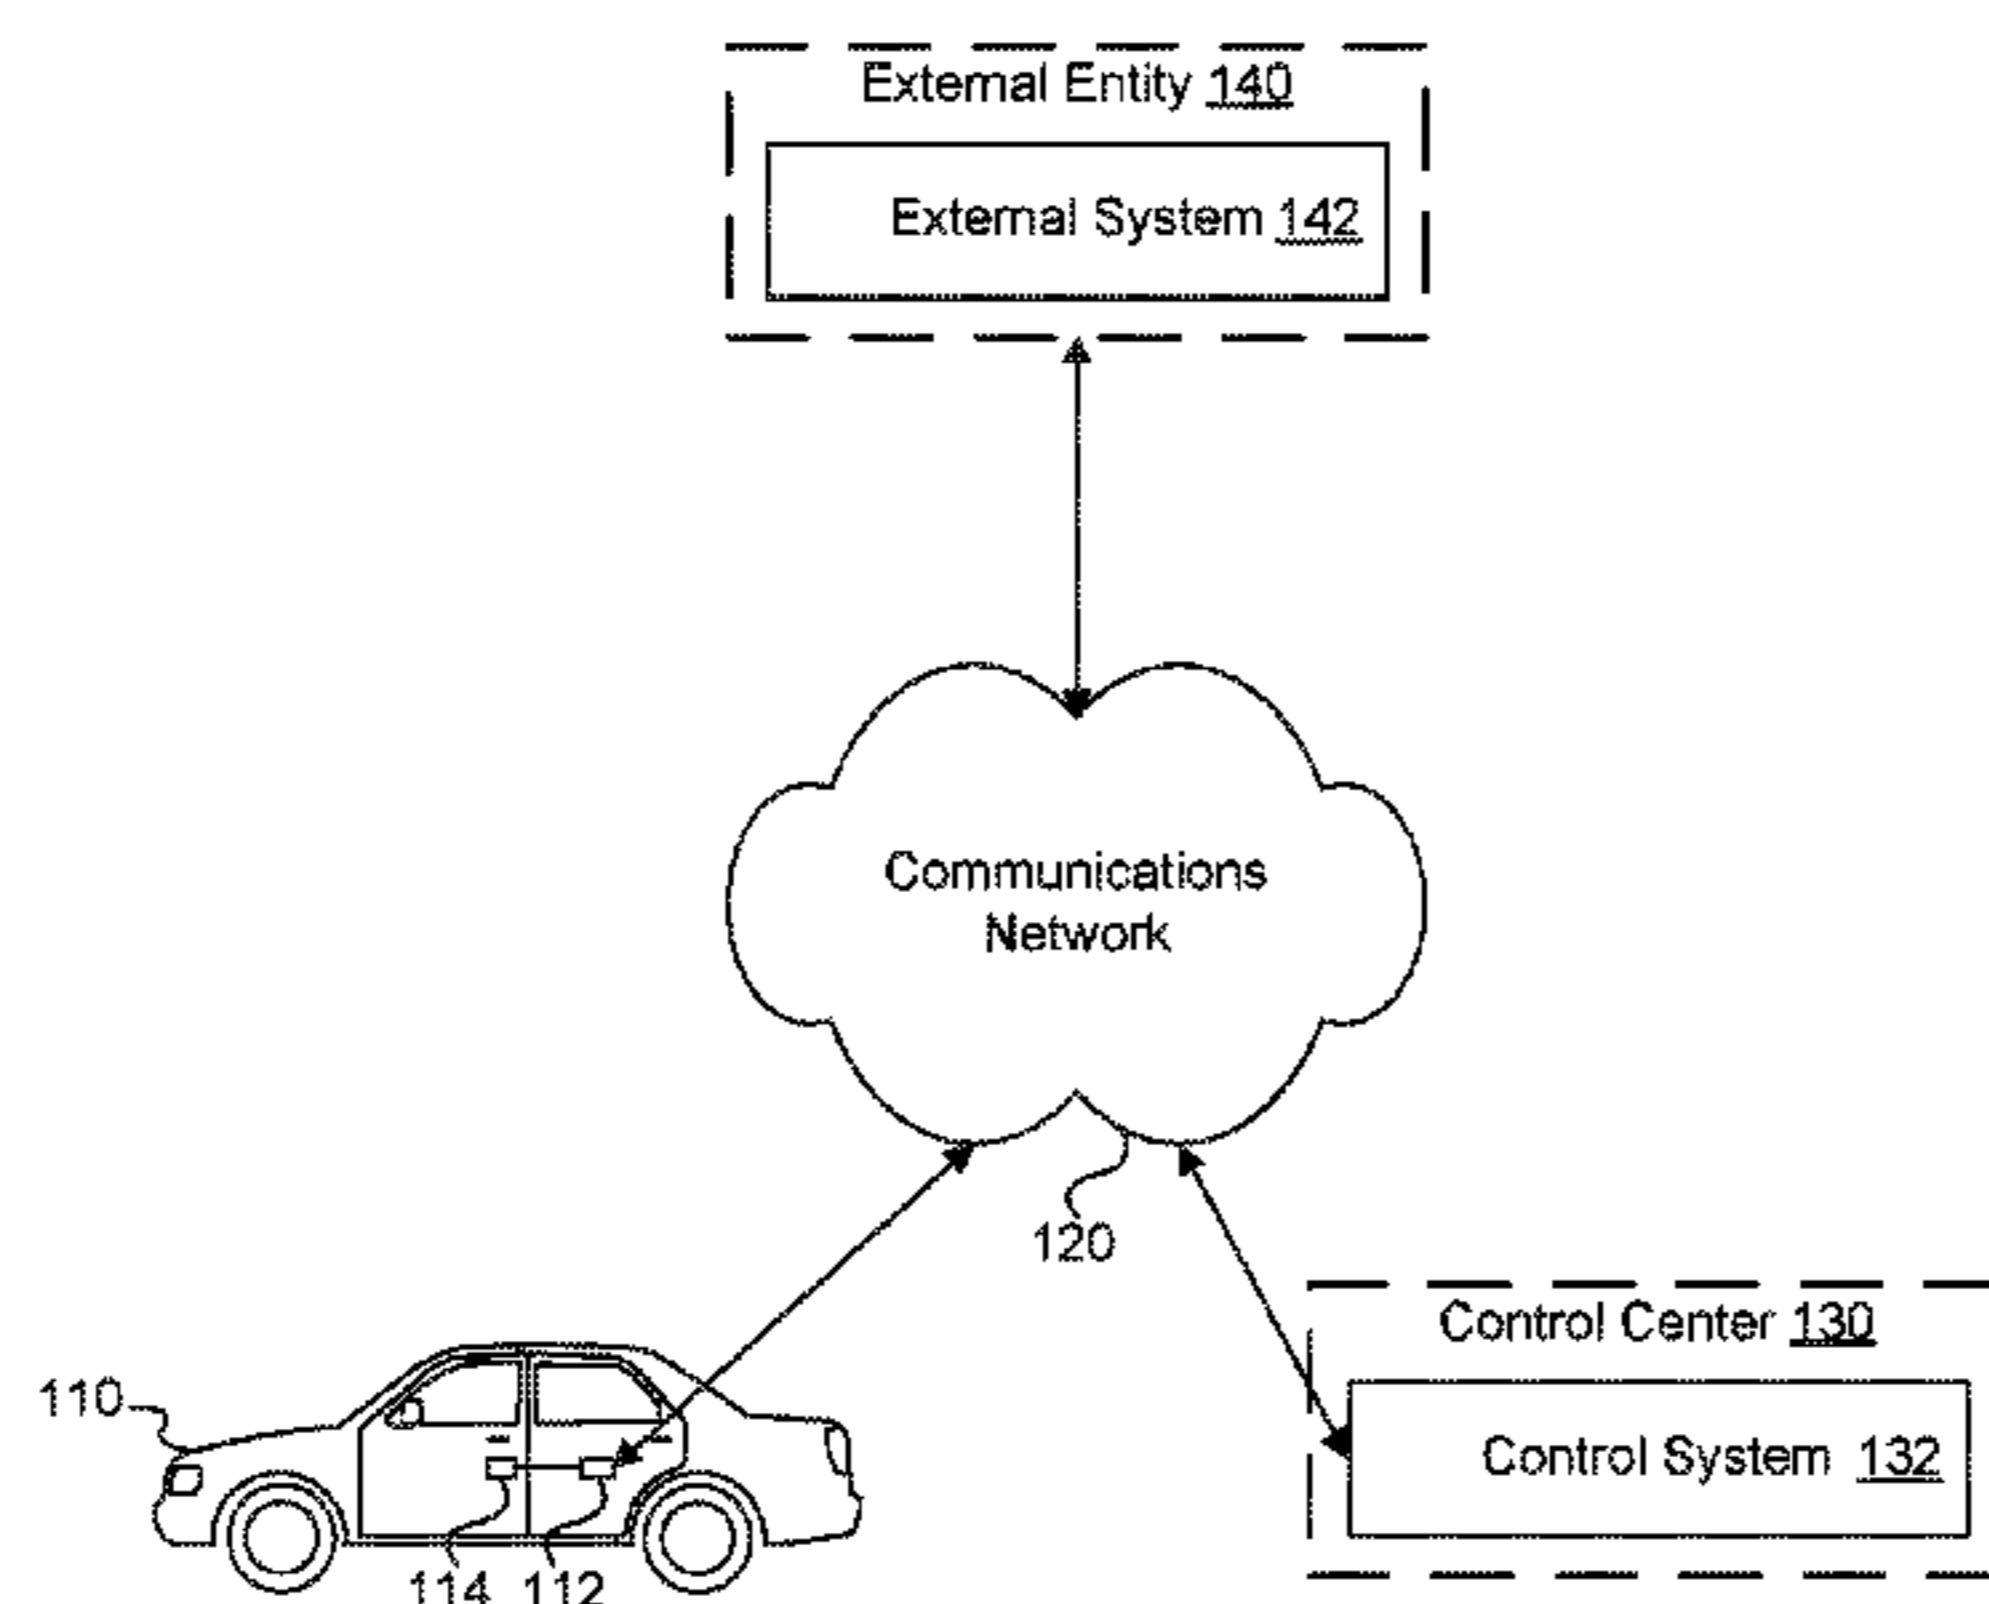 External Entity 140
External System 142
Communications
Network
120
Control Center 130
110
Control System 132
114 112